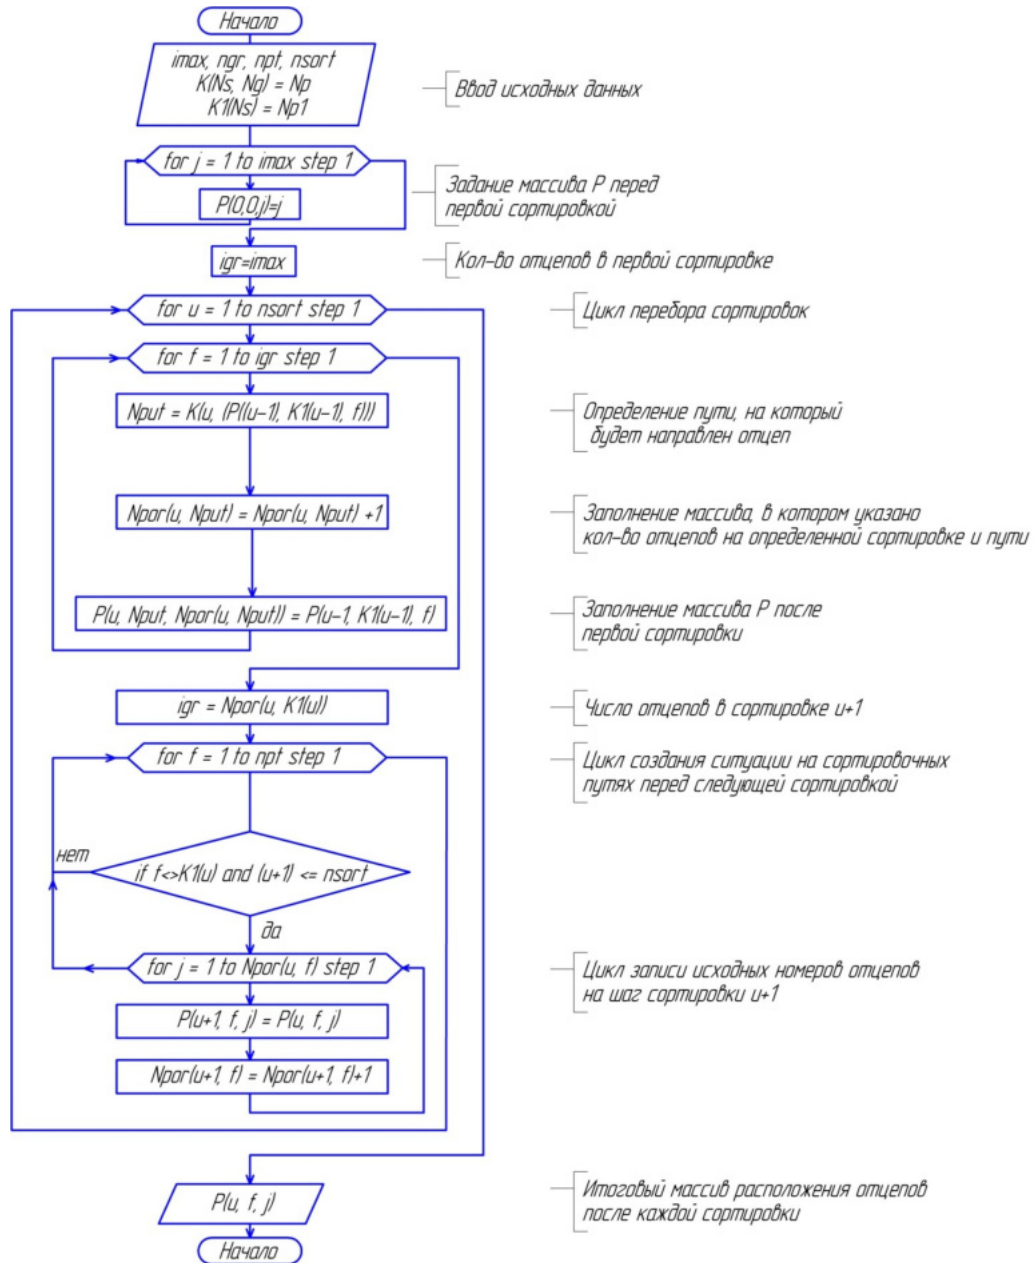 Начало
imax, ngr, npt, nsort
K(Ns, Ng) = Np
K1(Ns) = Np1
Ввод исходных данных
for j = 1 to imax step 1
P(0,0,j)=j
Задание массива P перед
первой сортировкой
igr=imax
Кол-во отцепов в первой сортировке
for u = 1 to nsort step 1
Цикл перебора сортировок
for f = 1 to igr step 1
Nput = K(u, (P((u-1), K1(u-1), f)))
Определение пути, на который
будет направлен отцеп
Npor(u, Nput) = Npor(u, Nput) +1
Заполнение массива, в котором указано
кол-во отцепов на определенной сортировке и пути
P(u, Nput, Npor(u, Nput)) = P(u-1, K1(u-1), f)
Заполнение массива P после
первой сортировки
igr = Npor(u, K1(u))
Число отцепов в сортировке u+1
for f = 1 to npt step 1
Цикл создания ситуации на сортировочных
путях перед следующей сортировкой
нет
if f<>K1(u) and (u+1) <= nsort
да
for j = 1 to Npor(u, f) step 1
Цикл записи исходных номеров отцепов
на шаг сортировки u+1
P(u+1, f, j) = P(u, f, j)
Npor(u+1, f) = Npor(u+1, f)+1
P(u, f, j)
Итоговый массив расположения отцепов
после каждой сортировки
Начало